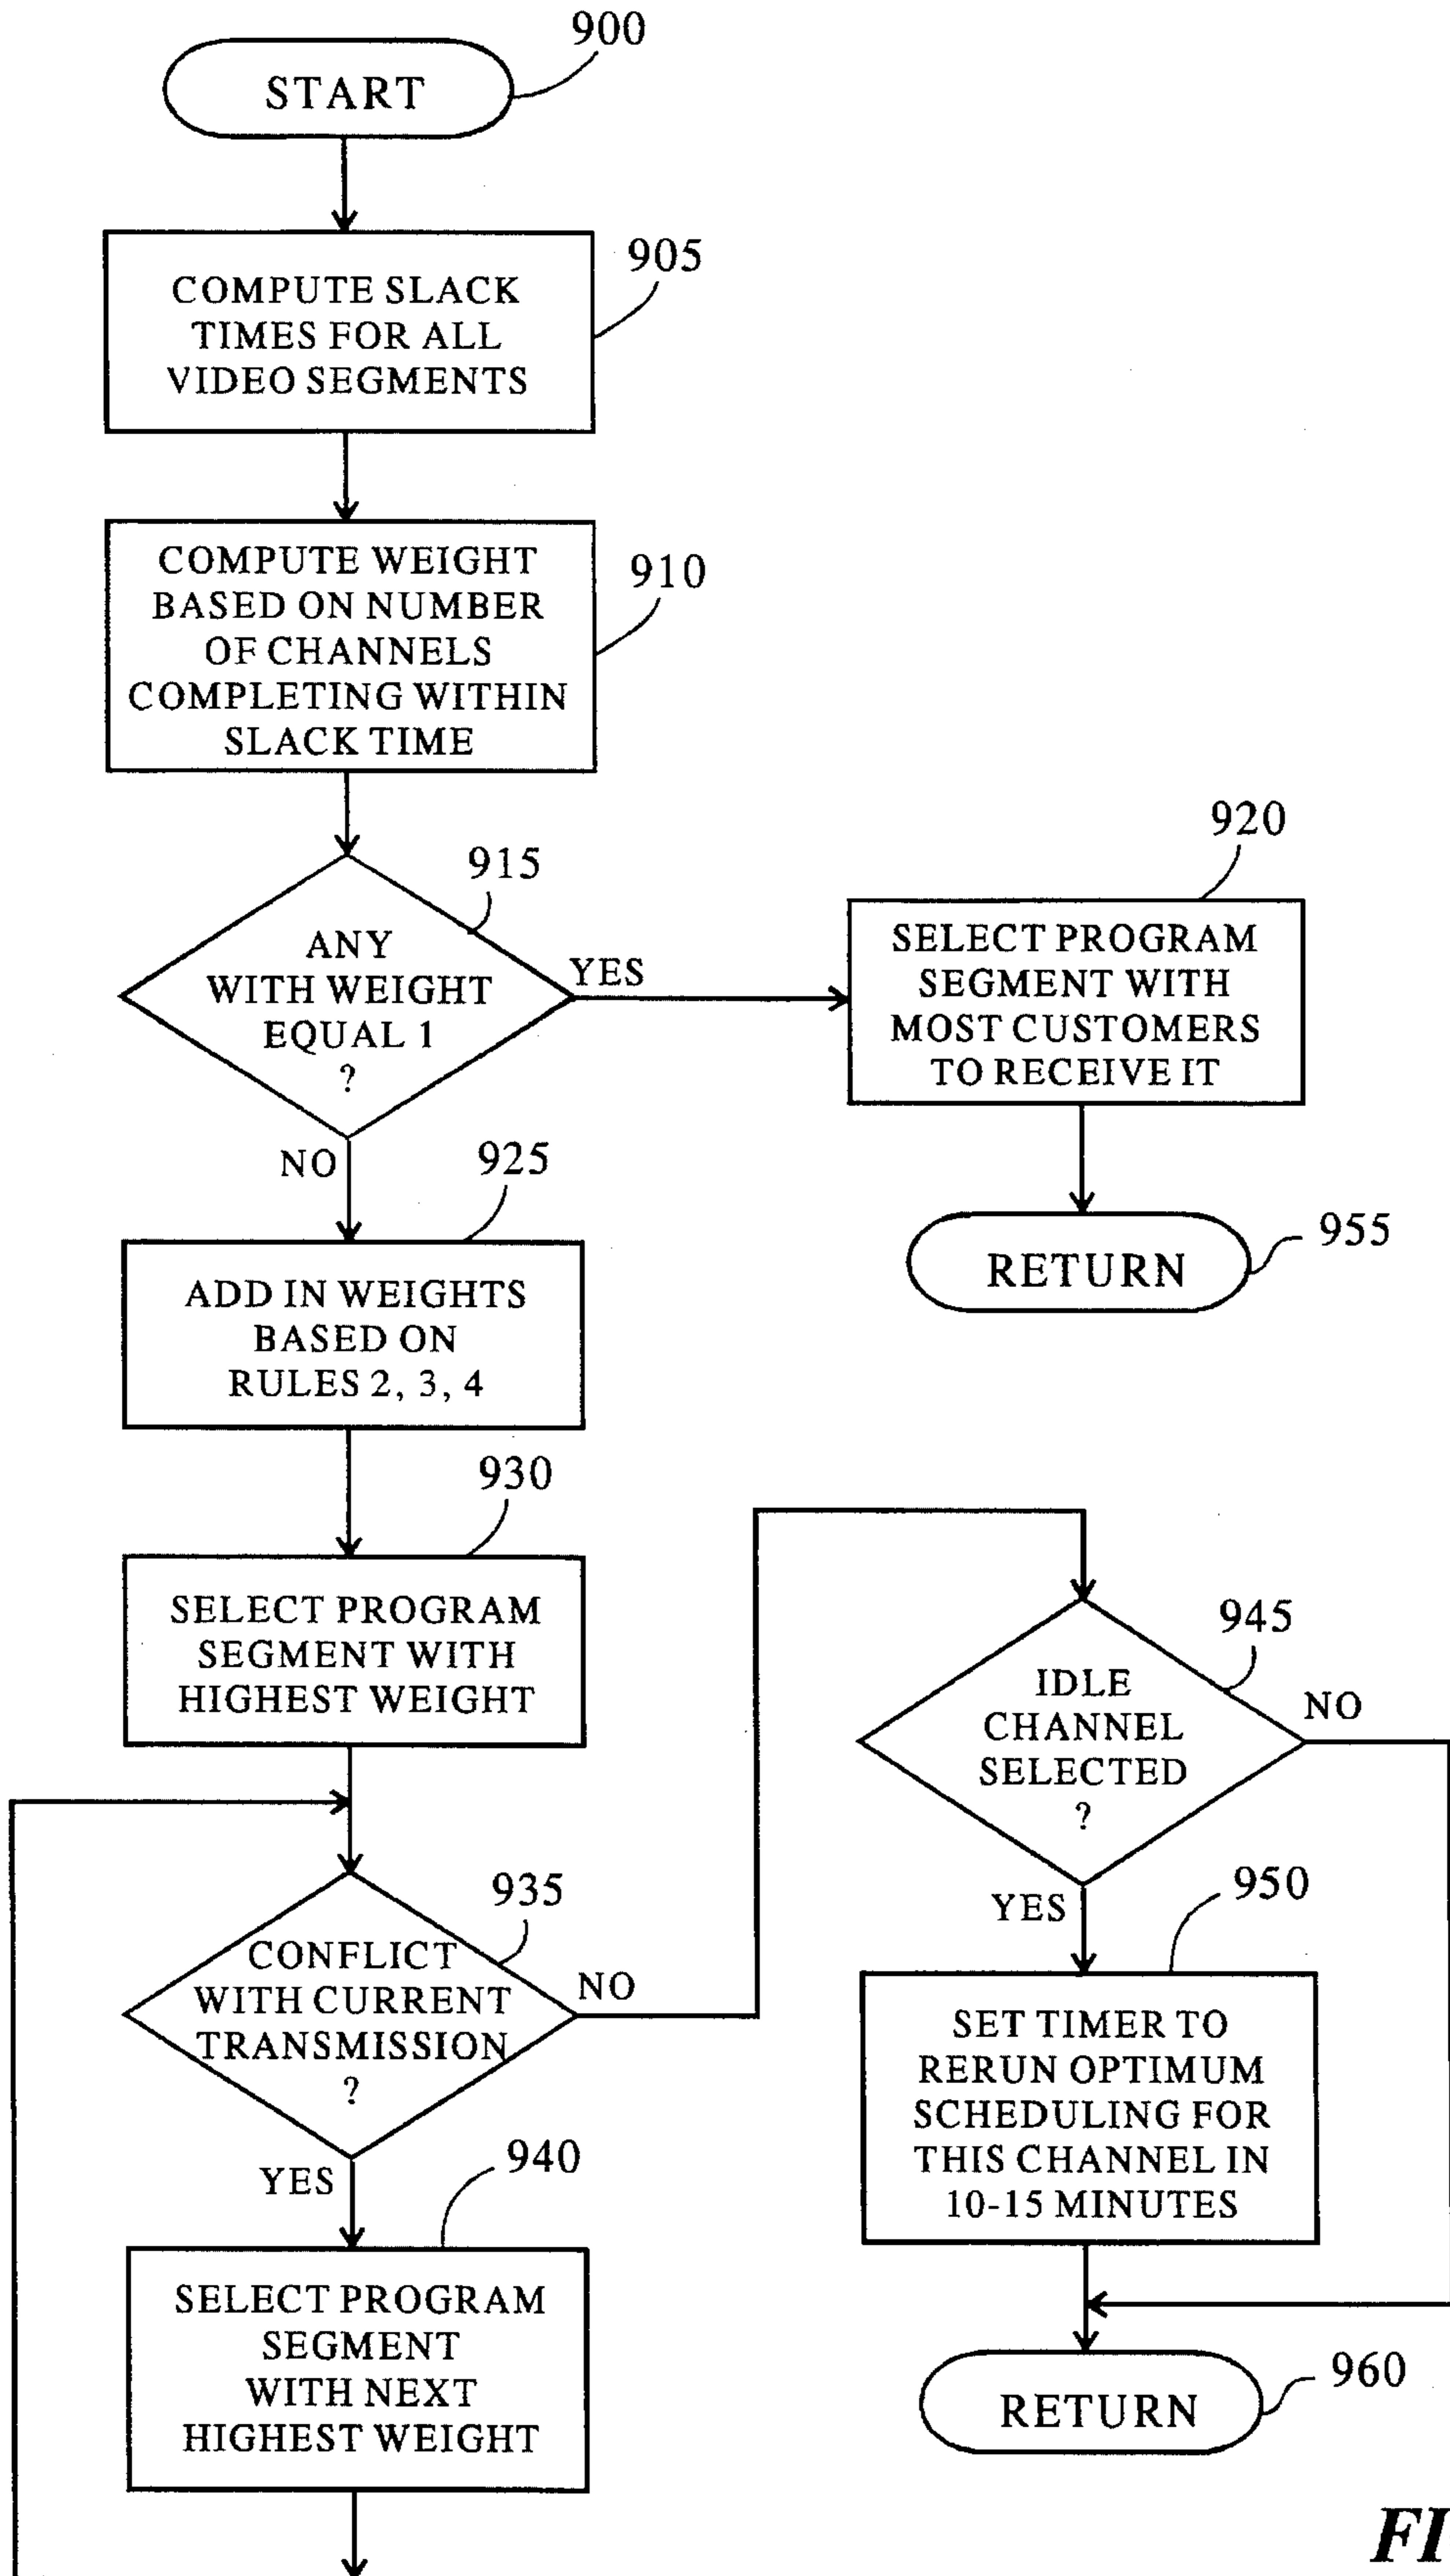 900
START
905
COMPUTE SLACK
TIMES FOR ALL
VIDEO SEGMENTS
910
COMPUTE WEIGHT
BASED ON NUMBER
OF CHANNELS
COMPLETING WITHIN
SLACK TIME
915
ANY
WITH WEIGHT
EQUAL 1
?
YES
NO
920
SELECT PROGRAM
SEGMENT WITH
MOST CUSTOMERS
TO RECEIVE IT
955
RETURN
925
ADD IN WEIGHTS
BASED ON
RULES 2, 3, 4
930
SELECT PROGRAM
SEGMENT WITH
HIGHEST WEIGHT
935
CONFLICT
WITH CURRENT
TRANSMISSION
?
NO
YES
940
SELECT PROGRAM
SEGMENT
WITH NEXT
HIGHEST WEIGHT
945
IDLE
CHANNEL
SELECTED
?
NO
YES
950
SET TIMER TO
RERUN OPTIMUM
SCHEDULING FOR
THIS CHANNEL IN
10-15 MINUTES
960
RETURN
FI